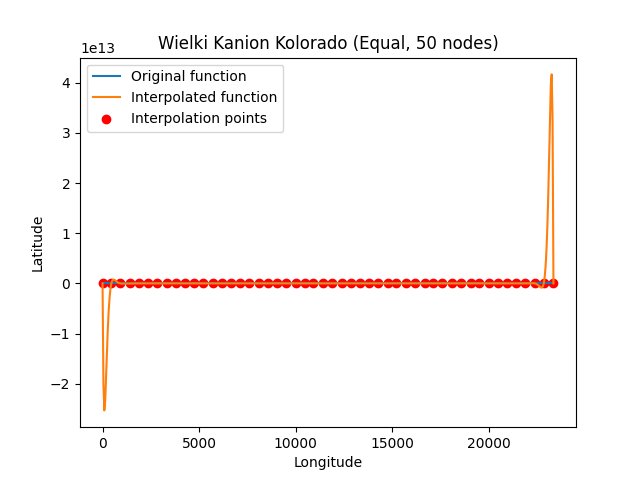 Wielki Kanion Kolorado (Equal, 50 nodes)
1e13
Original function
Interpolated function
Interpolation points
4
3
2
1
0
−1
−2
Latitude
0 5000 10000 15000 20000
Longitude